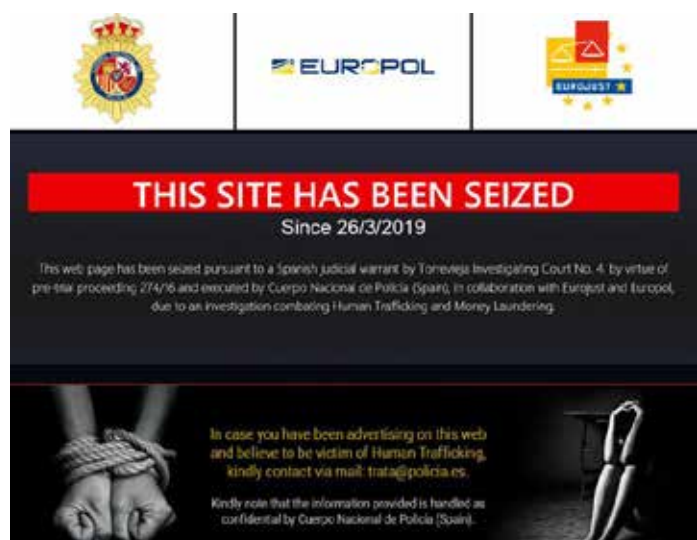 EUROPOL
EUROJUST
THIS SITE HAS BEEN SEIZED
Since 26/3/2019
This web page has been seized pursuant to a Spanish judicial warrant by Torrevieja Investigating Court No. 4, by virtue of
pre-trial proceeding 274/16 and executed by Cuerpo Nacional de Policía (Spain), in collaboration with Eurojust and Europol,
due to an investigation combating Human Trafficking and Money Laundering.
In case you have been advertising on this web
and believe to be victim of Human Trafficking,
kindly contact via mail: trata@policia.es.
Kindly note that the information provided is handled as
confidential by Cuerpo Nacional de Policía (Spain).